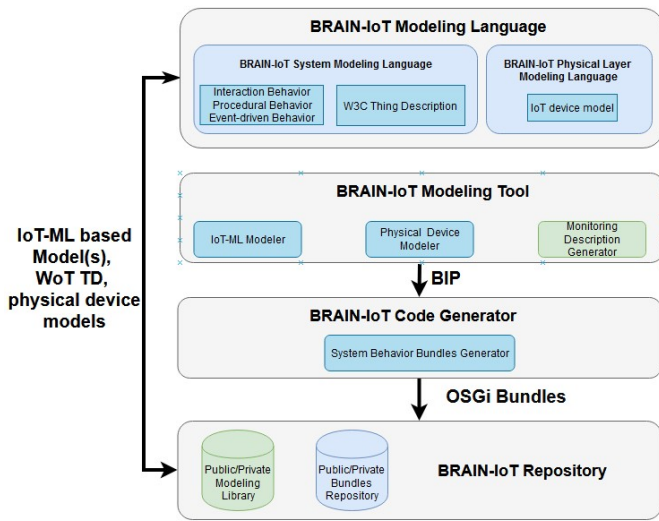 BRAIN-IoT Modeling Language
BRAIN-IoT System Modeling Language
Interaction Behavior
Procedural Behavior
Event-driven Behavior
W3C Thing Description
BRAIN-IoT Physical Layer
Modeling Language
IoT device model
BRAIN-IoT Modeling Tool
IoT-ML Modeler
Physical Device
Modeler
Monitoring
Description
Generator
IoT-ML based
Model(s),
WoT TD,
physical device
models
BIP
BRAIN-IoT Code Generator
System Behavior Bundles Generator
OSGi Bundles
Public/Private
Modeling
Library
Public/Private
Bundles
Repository
BRAIN-IoT Repository